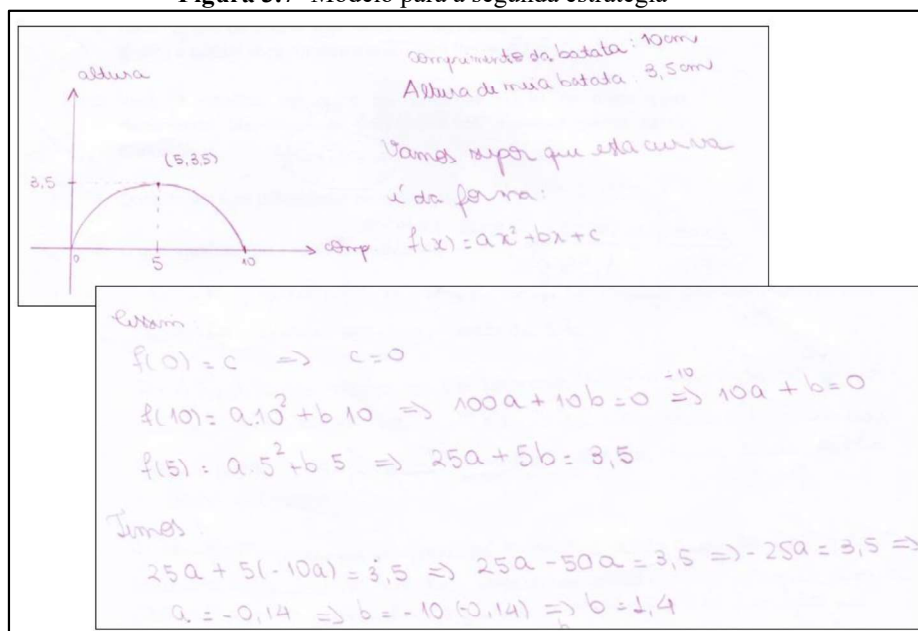 Figura 3.7 Modelo para a segunda estratégia
comprimento da batata: 10cm
Altura de meia batata: 3,5cm
altura
(5,3,5)
3,5
0
5
10
comp
Vamos supor que esta curva
é da forma:
f(x) = ax² + bx + c
Assim:
f(0) = c => c = 0
f(10) = a.10² + b.10 => 100a + 10b = 0 =>÷10 10a + b = 0
f(5) = a.5² + b.5 => 25a + 5b = 3,5
Temos:
25a + 5(-10a) = 3,5 => 25a - 50a = 3,5 => -25a = 3,5 =>
a = -0,14 => b = -10.(-0,14) => b = 1,4